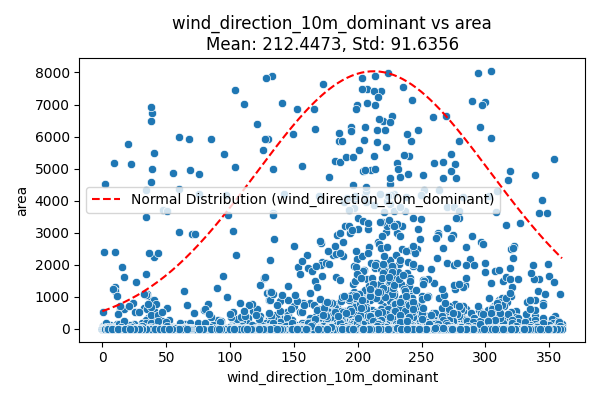 wind_direction_10m_dominant vs area
Mean: 212.4473, Std: 91.6356
8000
7000
6000
5000
4000
3000
2000
1000
0
area
Normal Distribution (wind_direction_10m_dominant)
0 50 100 150 200 250 300 350
wind_direction_10m_dominant